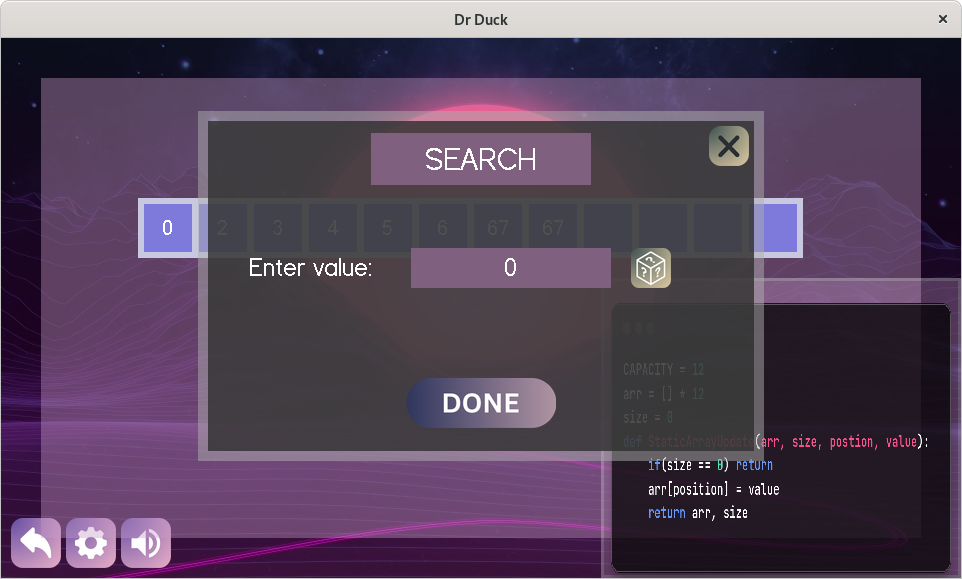 Dr Duck
SEARCH
0 2 3 4 5 6 67 67
Enter value: 0
DONE
CAPACITY = 12
arr = [] * 12
size = 0
def StaticArrayUpdate(arr, size, postion, value):
if(size == 0) return
arr[position] = value
return arr, size